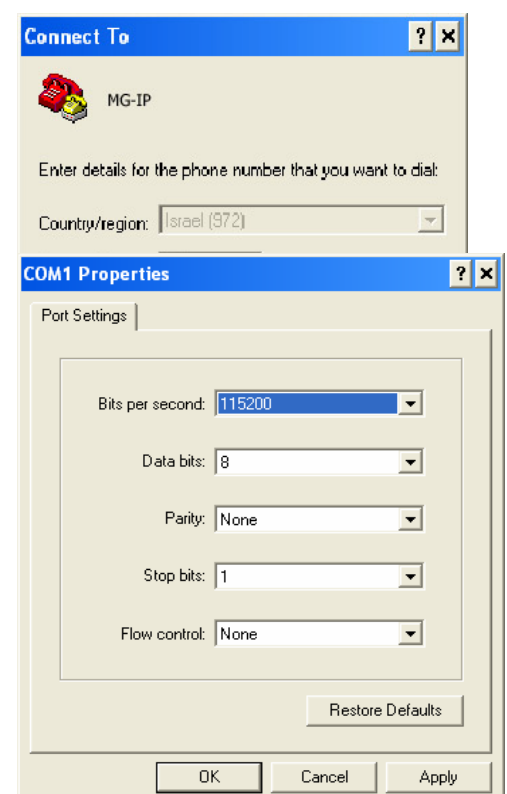 Connect To
MG-IP
Enter details for the phone number that you want to dial:
Country/region: Israel (972)
COM1 Properties
Port Settings
Bits per second: 115200
Data bits: 8
Parity: None
Stop bits: 1
Flow control: None
Restore Defaults
OK Cancel Apply